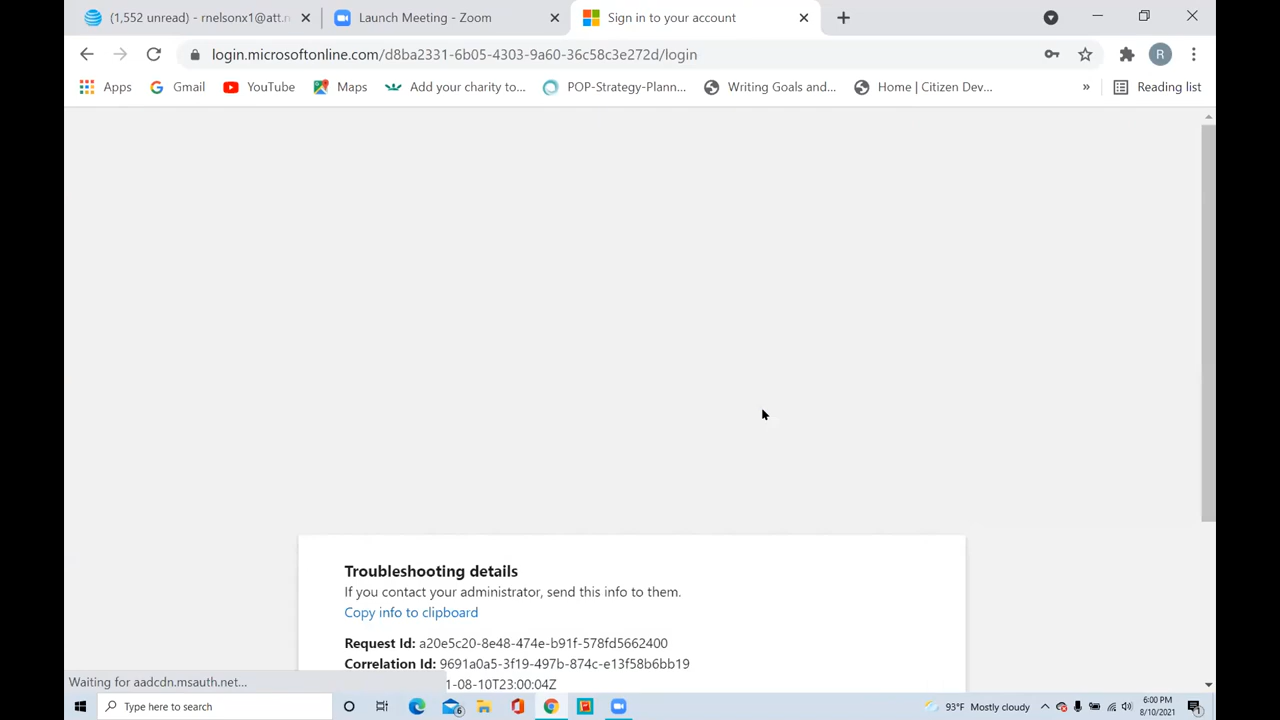 (1,552 unread) - rnelsonx1@att.n
Launch Meeting - Zoom
Sign in to your account
login.microsoftonline.com/d8ba2331-6b05-4303-9a60-36c58c3e272d/login
R
Apps
Gmail
YouTube
Maps
Add your charity to...
POP-Strategy-Plann...
Writing Goals and...
Home | Citizen Dev...
»
Reading list
Troubleshooting details
If you contact your administrator, send this info to them.
Copy info to clipboard
Request Id: a20e5c20-8e48-474e-b91f-578fd5662400
Correlation Id: 9691a0a5-3f19-497b-874c-e13f58b6bb19
1-08-10T23:00:04Z
Waiting for aadcdn.msauth.net...
Type here to search
6
93°F Mostly cloudy
6:00 PM
8/10/2021
1